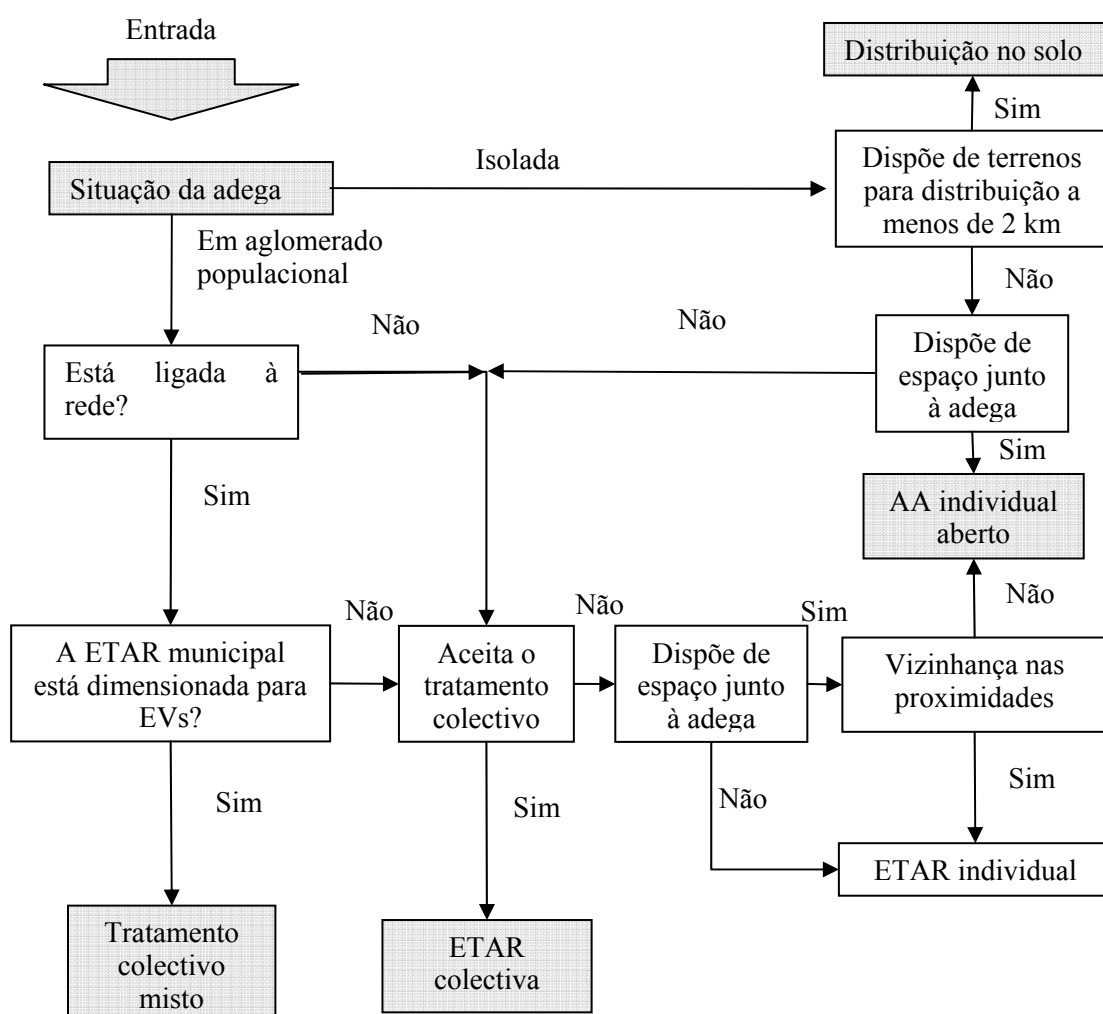 Entrada
Distribuição no solo
Sim
Isolada
Dispõe de terrenos
para distribuição a
menos de 2 km
Situação da adega
Em aglomerado
populacional
Não
Não
Não
Está ligada à
rede?
Dispõe de
espaço junto
à adega
Sim
Sim
AA individual
aberto
Não
Não
Sim
Não
A ETAR municipal
está dimensionada para
EVs?
Aceita o
tratamento
colectivo
Dispõe de
espaço junto
à adega
Vizinhança nas
proximidades
Sim
Sim
Não
Sim
ETAR individual
Tratamento
colectivo
misto
ETAR
colectiva